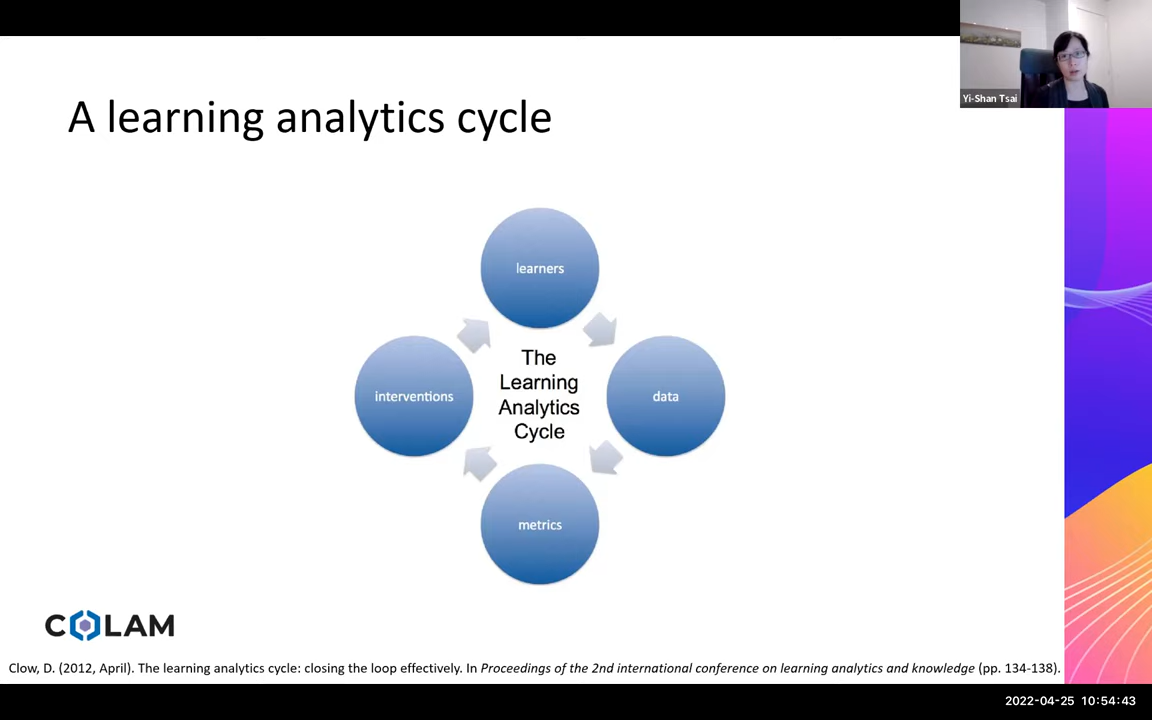 Yi-Shan Tsai
A learning analytics cycle
learners
interventions
The
Learning
Analytics
Cycle
data
metrics
COLAM
Clow, D. (2012, April). The learning analytics cycle: closing the loop effectively. In Proceedings of the 2nd international conference on learning analytics and knowledge (pp. 134-138).
2022-04-25 10:54:43